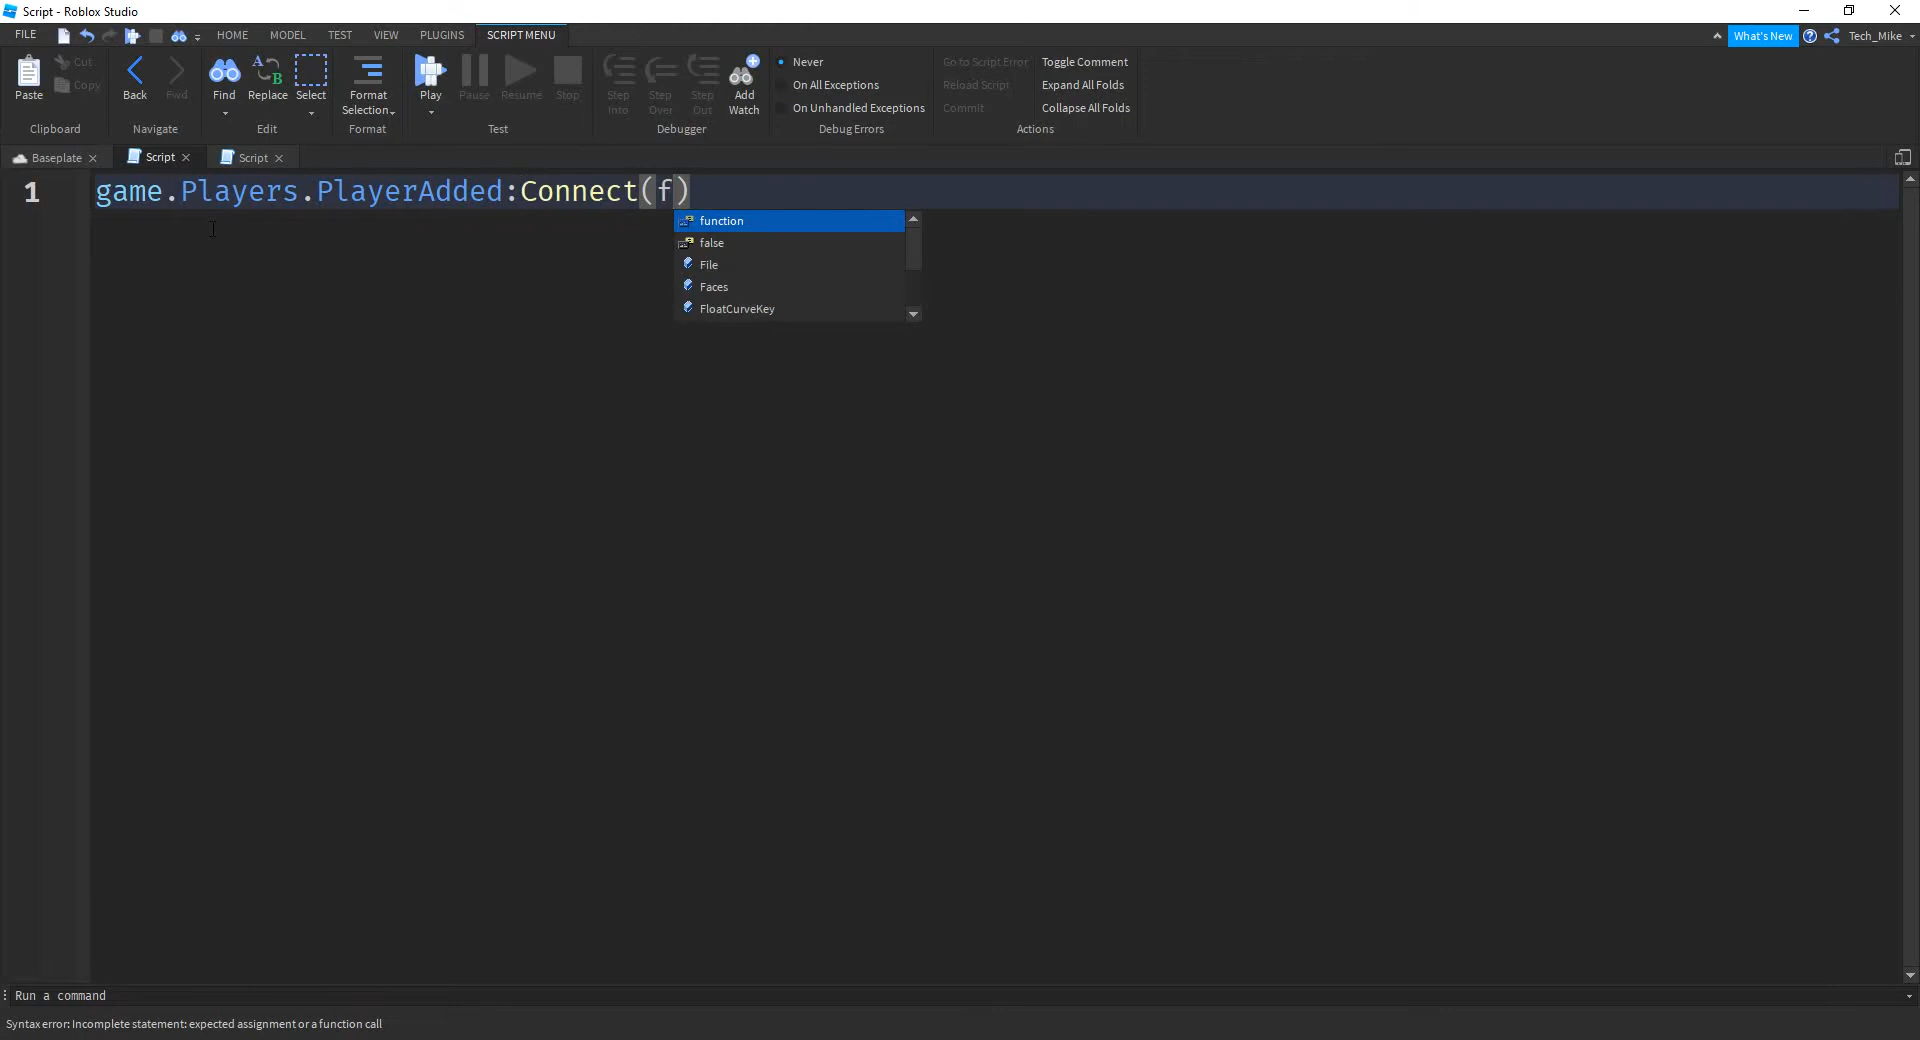 Script - Roblox Studio
FILE HOME MODEL TEST VIEW PLUGINS SCRIPT MENU What's New Tech_Mike
Paste Cut Copy
Clipboard
Back Fwd
Navigate
Find Replace Select
Edit
Format Selection
Format
Play Pause Resume Stop
Test
Step Into Step Over Step Out Add Watch
Debugger
Never
On All Exceptions
On Unhandled Exceptions
Debug Errors
Go to Script Error Toggle Comment
Reload Script Expand All Folds
Commit Collapse All Folds
Actions
Baseplate Script Script
1 game.Players.PlayerAdded:Connect(f)
function
false
File
Faces
FloatCurveKey
Run a command
Syntax error: Incomplete statement: expected assignment or a function call